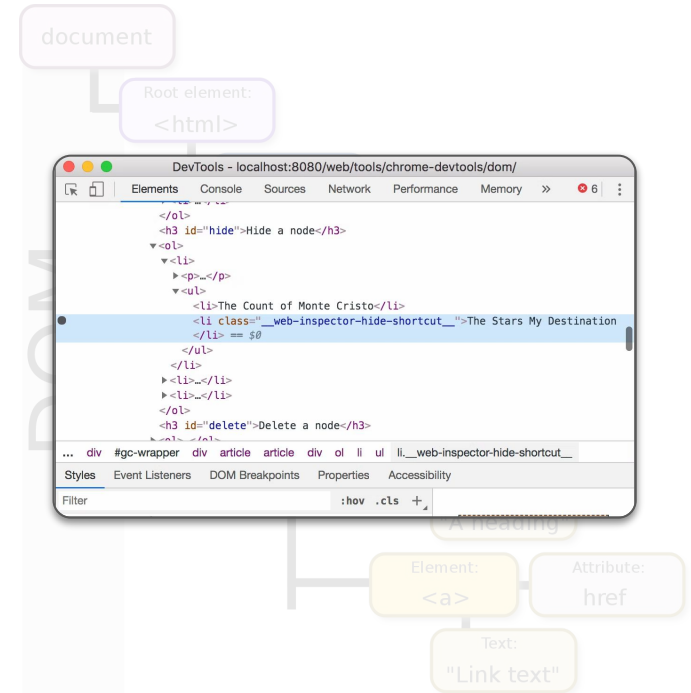 document
Root element:
<html>
DevTools - localhost:8080/web/tools/chrome-devtools/dom/
Elements Console Sources Network Performance Memory » 6
</ol>
<h3 id="hide">Hide a node</h3>
<ol>
<li>
<p>…</p>
<ul>
<li>The Count of Monte Cristo</li>
<li class="__web-inspector-hide-shortcut__">The Stars My Destination
</li> == $0
</ul>
</li>
<li>…</li>
<li>…</li>
</ol>
<h3 id="delete">Delete a node</h3>
DOM
... div #gc-wrapper div article article div ol li ul li.__web-inspector-hide-shortcut__
Styles Event Listeners DOM Breakpoints Properties Accessibility
Filter :hov .cls +
"A heading"
Element:
<a>
Attribute:
href
Text:
"Link text"